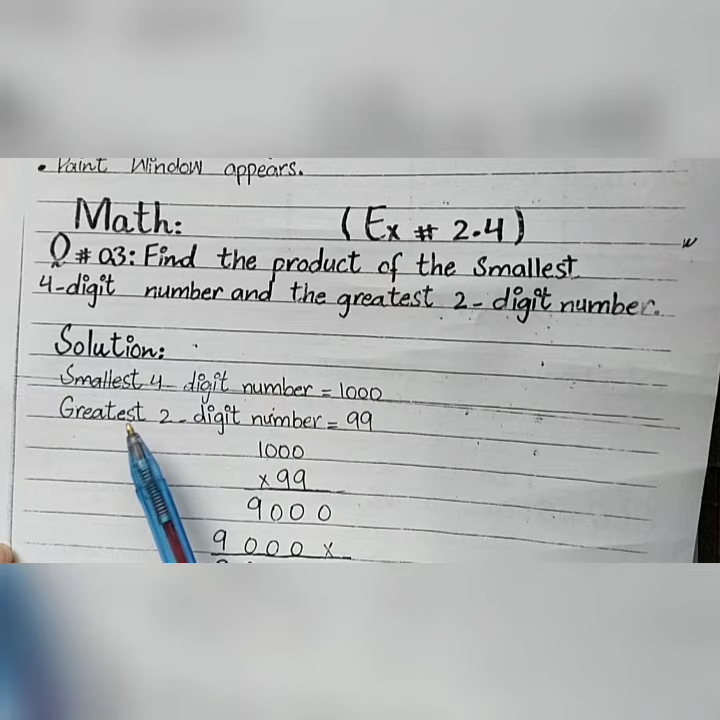 • Paint Window appears.
Math: (Ex # 2.4)
Q # 03: Find the product of the Smallest
4-digit number and the greatest 2-digit number.
Solution:
Smallest 4-digit number = 1000
Greatest 2-digit number = 99
1000
x 99
9000
9000 x